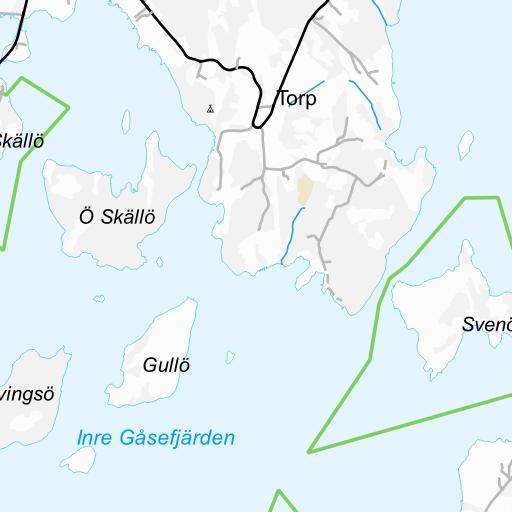 Torp
Skällö
Ö Skällö
Svenö
Gullö
vingsö
Inre Gåsefjärden